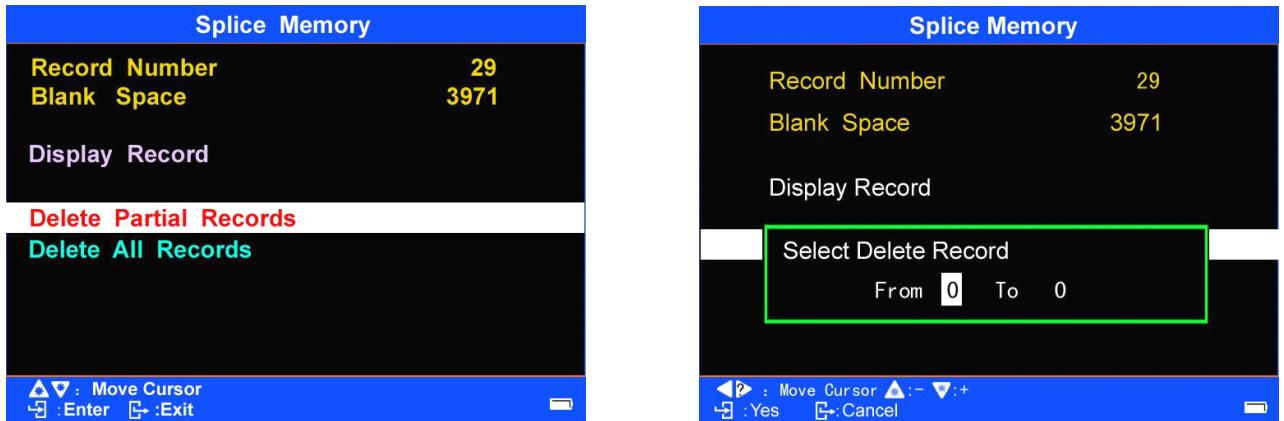 Splice Memory
Record Number 29
Blank Space 3971
Display Record
Delete Partial Records
Delete All Records
: Move Cursor
:Enter :Exit
Splice Memory
Record Number 29
Blank Space 3971
Display Record
Select Delete Record
From 0 To 0
? : Move Cursor :- :+
:Yes :Cancel